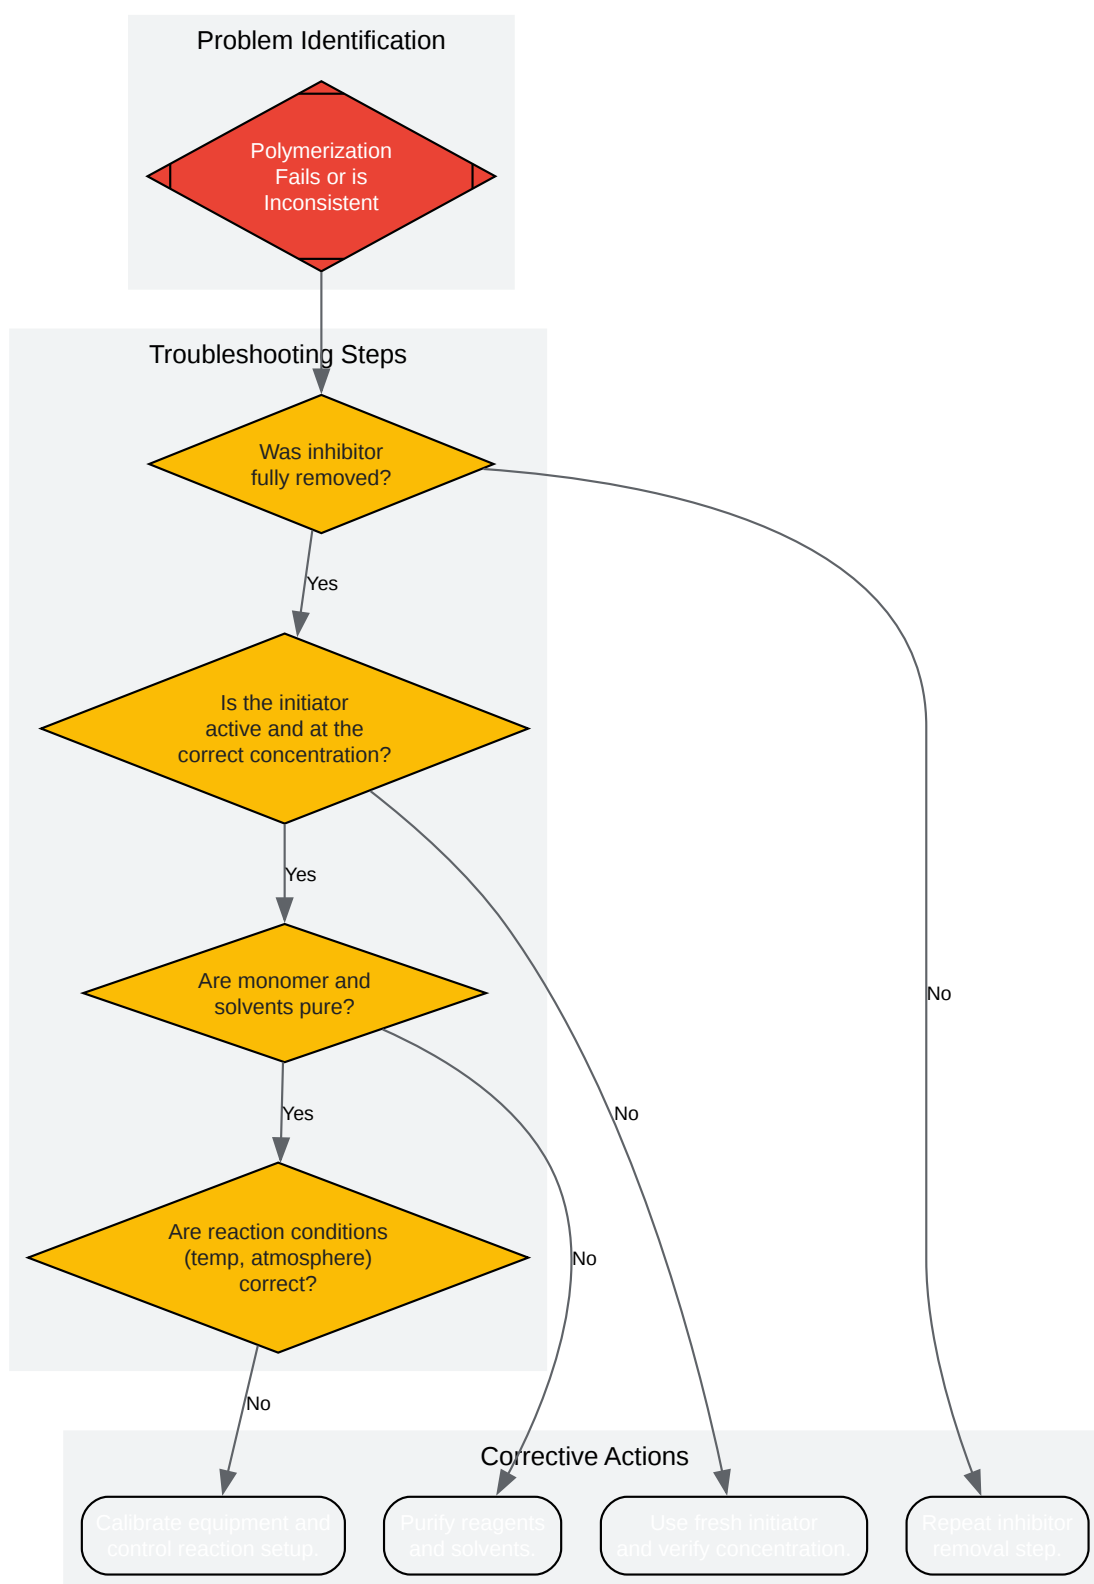 Problem Identification
Polymerization
Fails or is
Inconsistent
Troubleshooting Steps
Was inhibitor
fully removed?
Yes
Is the initiator
active and at the
correct concentration?
Yes
Are monomer and
solvents pure?
No
Yes
No
Are reaction conditions
(temp, atmosphere)
correct?
No
No
Corrective Actions
Calibrate equipment and
control reaction setup.
Purify reagents
and solvents.
Use fresh initiator
and verify concentration.
Repeat inhibitor
removal step.